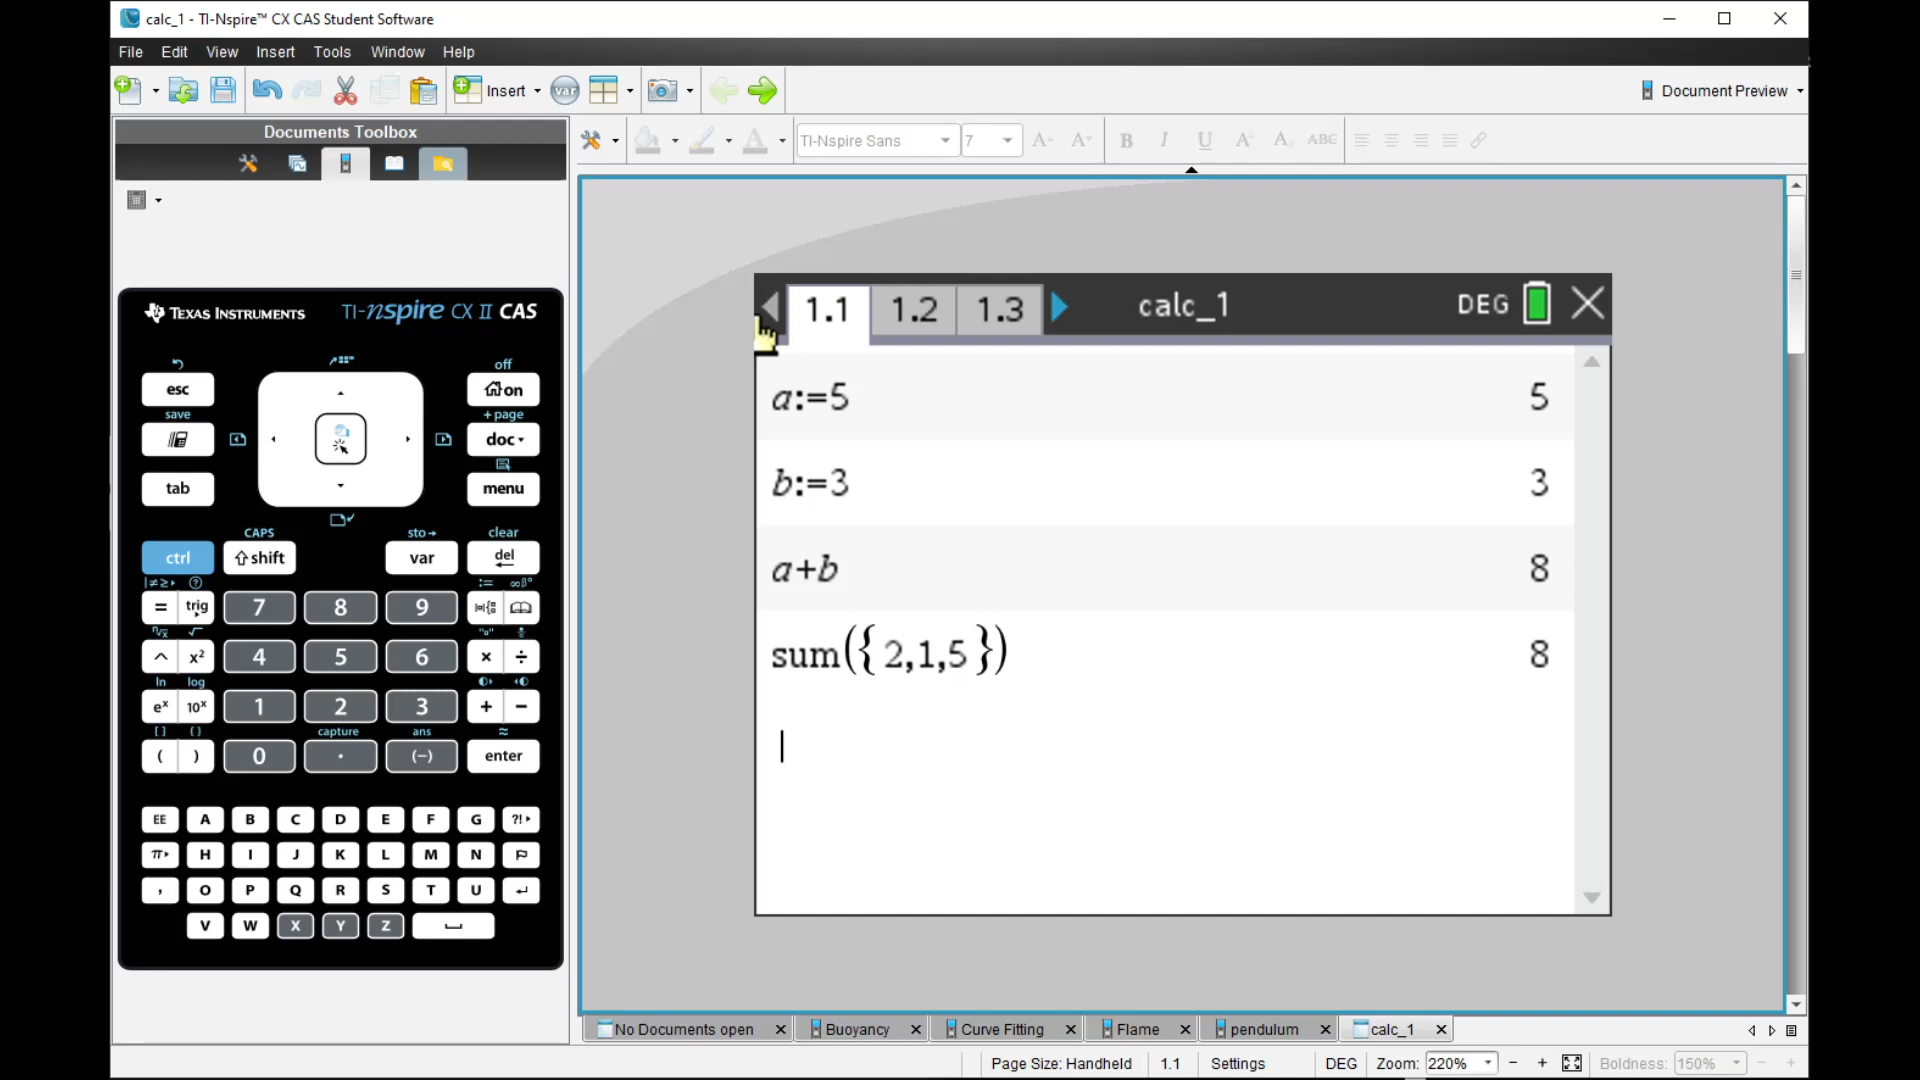 calc_1 - TI-Nspire™ CX CAS Student Software
File Edit View Insert Tools Window Help
Insert var Document Preview
Documents Toolbox
TI-Nspire Sans 7 A A B I U A A ABC
TEXAS INSTRUMENTS TI-nspire CX II CAS
off
esc on
save + page
doc
tab menu
CAPS sto→ clear
ctrl shift var del
|≠≥▸ ? := ∞β°
= trig 7 8 9
ⁿ√x √ "□"
^ x² 4 5 6 × ÷
ln log
eˣ 10ˣ 1 2 3 + −
[ ] { } capture ans ≈
( ) 0 . (−) enter
EE A B C D E F G ?!▸
π▸ H I J K L M N
, O P Q R S T U
V W X Y Z
1.1 1.2 1.3 calc_1 DEG
a:=5 5
b:=3 3
a+b 8
sum({2,1,5}) 8
No Documents open Buoyancy Curve Fitting Flame pendulum calc_1
Page Size: Handheld 1.1 Settings DEG Zoom: 220% − + Boldness: 150% − +